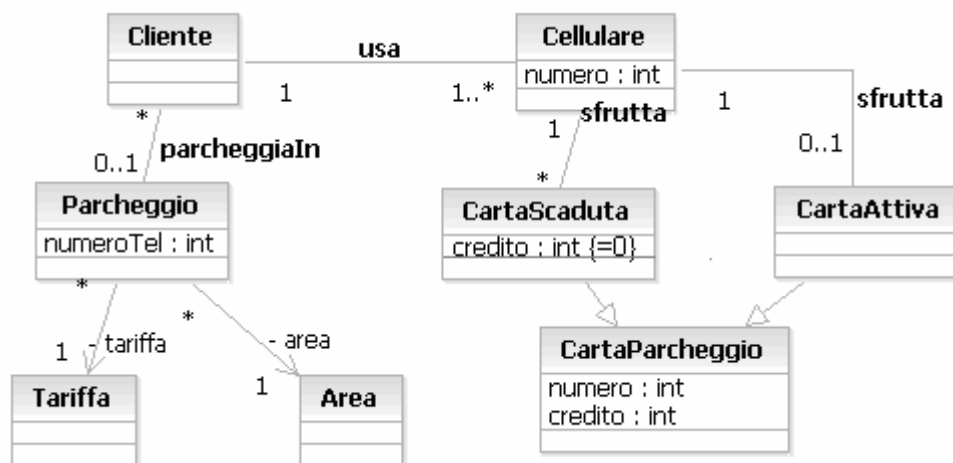 Cliente
usa
Cellulare
numero : int
1
1..*
1
sfrutta
sfrutta
1
0..1
*
parcheggiaIn
0..1
*
Parcheggio
numeroTel : int
CartaScaduta
credito : int {=0}
CartaAttiva
*
*
- tariffa
- area
1
1
CartaParcheggio
numero : int
credito : int
Tariffa
Area